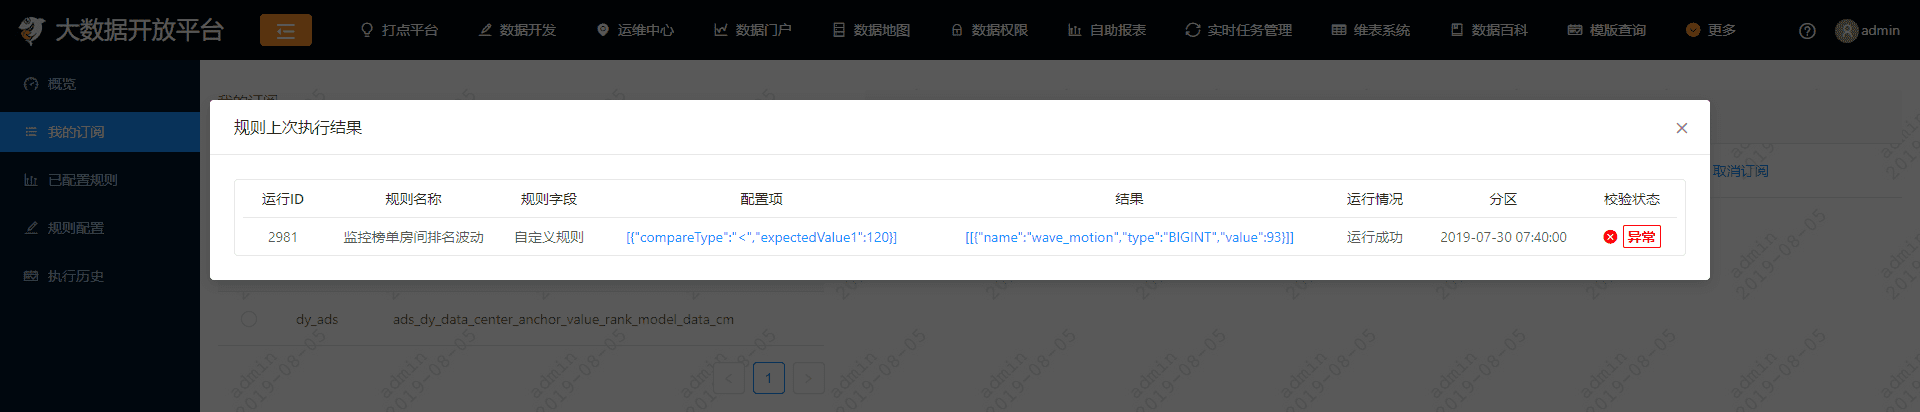 大数据开放平台
打点平台 数据开发 运维中心 数据门户 数据地图 数据权限 自助报表 实时任务管理 维表系统 数据百科 模版查询 更多 admin
概览
我的订阅
已配置规则
规则配置
执行历史
我的订阅
取消订阅
规则上次执行结果
运行ID 规则名称 规则字段 配置项 结果 运行情况 分区 校验状态
2981 监控榜单房间排名波动 自定义规则 [{"compareType":"<","expectedValue1":120}] [[{"name":"wave_motion","type":"BIGINT","value":93}]] 运行成功 2019-07-30 07:40:00 异常
dy_ads ads_dy_data_center_anchor_value_rank_model_data_cm
< 1 >
admin
2019-08-05